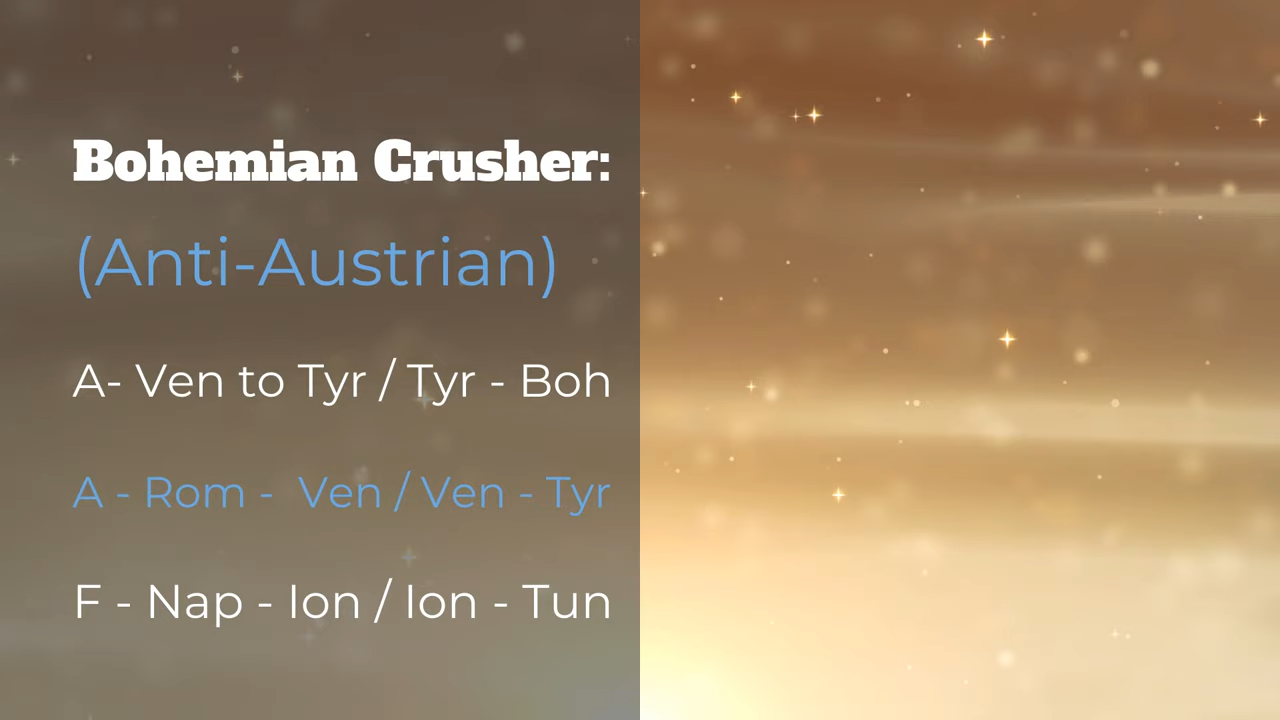 Bohemian Crusher:
(Anti-Austrian)
A- Ven to Tyr / Tyr - Boh
A - Rom - Ven / Ven - Tyr
F - Nap - Ion / Ion - Tun